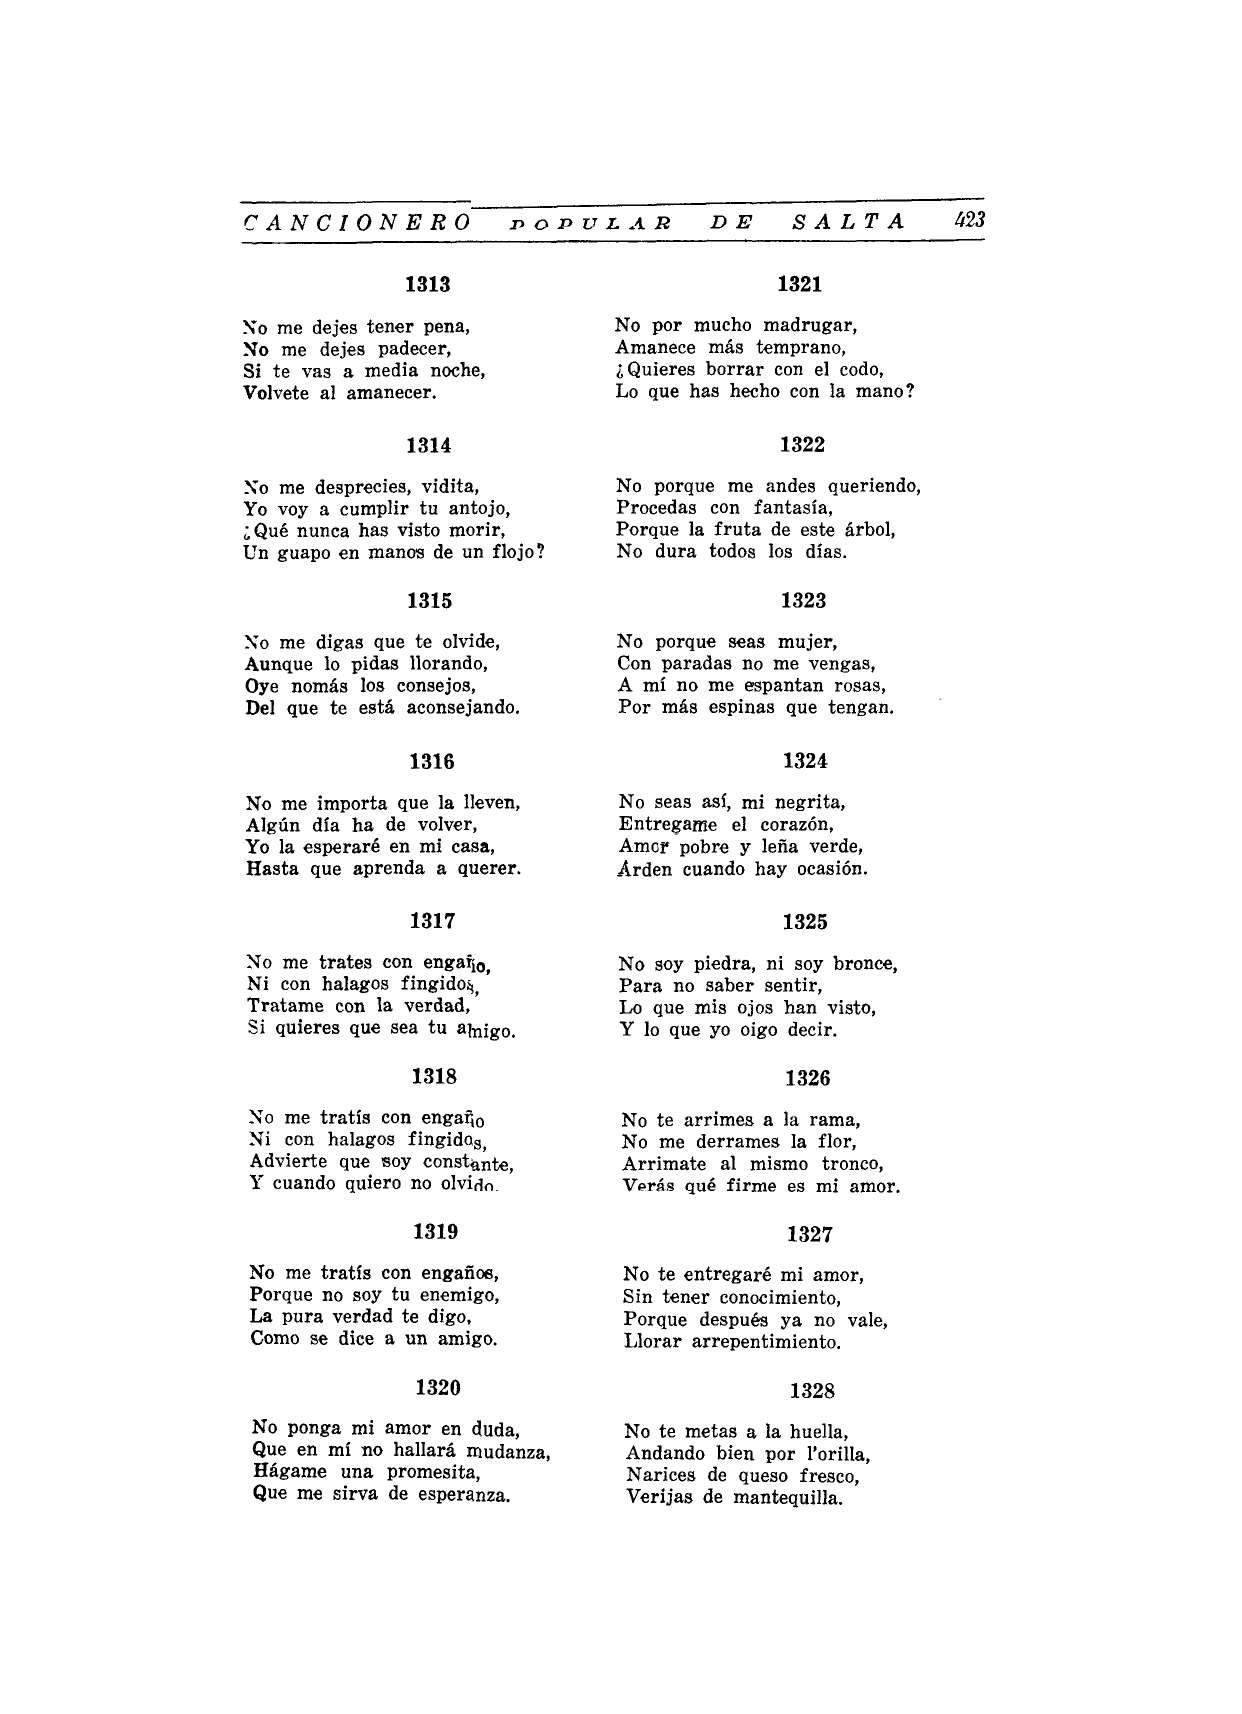 CANCIONERO POPULAR DE SALTA 423
1313
No me dejes tener pena,
No me dejes padecer,
Si te vas a media noche,
Volvete al amanecer.
1314
No me desprecies, vidita,
Yo voy a cumplir tu antojo,
¿Qué nunca has visto morir,
Un guapo en manos de un flojo?
1315
No me digas que te olvide,
Aunque lo pidas llorando,
Oye nomás los consejos,
Del que te está aconsejando.
1316
No me importa que la lleven,
Algún día ha de volver,
Yo la esperaré en mi casa,
Hasta que aprenda a querer.
1317
No me trates con engaño,
Ni con halagos fingidos,
Tratame con la verdad,
Si quieres que sea tu amigo.
1318
No me tratís con engaño
Ni con halagos fingidos,
Advierte que soy constante,
Y cuando quiero no olvido.
1319
No me tratís con engaños,
Porque no soy tu enemigo,
La pura verdad te digo,
Como se dice a un amigo.
1320
No ponga mi amor en duda,
Que en mí no hallará mudanza,
Hágame una promesita,
Que me sirva de esperanza.
1321
No por mucho madrugar,
Amanece más temprano,
¿Quieres borrar con el codo,
Lo que has hecho con la mano?
1322
No porque me andes queriendo,
Procedas con fantasía,
Porque la fruta de este árbol,
No dura todos los días.
1323
No porque seas mujer,
Con paradas no me vengas,
A mí no me espantan rosas,
Por más espinas que tengan.
1324
No seas así, mi negrita,
Entregame el corazón,
Amor pobre y leña verde,
Arden cuando hay ocasión.
1325
No soy piedra, ni soy bronce,
Para no saber sentir,
Lo que mis ojos han visto,
Y lo que yo oigo decir.
1326
No te arrimes a la rama,
No me derrames la flor,
Arrimate al mismo tronco,
Verás qué firme es mi amor.
1327
No te entregaré mi amor,
Sin tener conocimiento,
Porque después ya no vale,
Llorar arrepentimiento.
1328
No te metas a la huella,
Andando bien por l'orilla,
Narices de queso fresco,
Verijas de mantequilla.